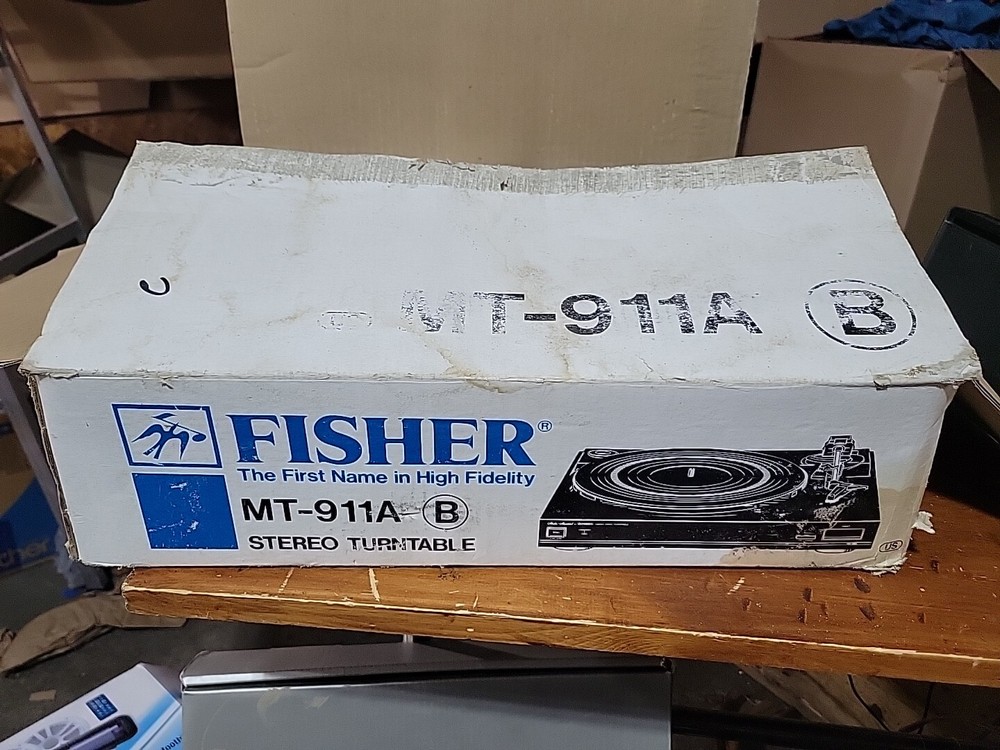 MT-911A B
FISHER®
The First Name in High Fidelity
MT-911A B
STEREO TURNTABLE
US